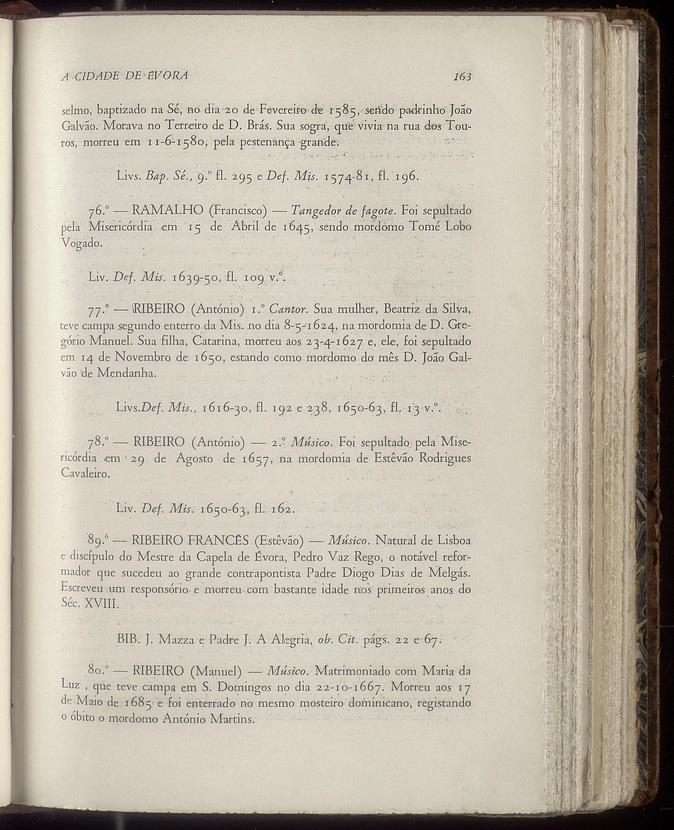 A CIDADE DE ÉVORA 163
selmo, baptizado na Sé, no dia 20 de Fevereiro de 1585, sendo padrinho João
Galvão. Morava no Terreiro de D. Brás. Sua sogra, que vivia na rua dos Tou-
ros, morreu em 11-6-1580, pela pestenança grande.
Livs. Bap. Sé., 9.º fl. 295 e Def. Mis. 1574-81, fl. 196.
76.º — RAMALHO (Francisco) — Tangedor de fagote. Foi sepultado
pela Misericórdia em 15 de Abril de 1645, sendo mordomo Tomé Lobo
Vogado.
Liv. Def. Mis. 1639-50, fl. 109 v.º.
77.º — RIBEIRO (António) 1.º Cantor. Sua mulher, Beatriz da Silva,
teve campa segundo enterro da Mis. no dia 8-5-1624, na mordomia de D. Gre-
gório Manuel. Sua filha, Catarina, morreu aos 23-4-1627 e, ele, foi sepultado
em 14 de Novembro de 1650, estando como mordomo do mês D. João Gal-
vão de Mendanha.
Livs.Def. Mis., 1616-30, fl. 192 e 238, 1650-63, fl. 13 v.º.
78.º — RIBEIRO (António) — 2.º Músico. Foi sepultado pela Mise-
ricórdia em 29 de Agosto de 1657, na mordomia de Estêvão Rodrigues
Cavaleiro.
Liv. Def. Mis. 1650-63, fl. 162.
89.º — RIBEIRO FRANCÊS (Estêvão) — Músico. Natural de Lisboa
e discípulo do Mestre da Capela de Évora, Pedro Vaz Rego, o notável refor-
mador que sucedeu ao grande contrapontista Padre Diogo Dias de Melgás.
Escreveu um responsório e morreu com bastante idade nos primeiros anos do
Séc. XVIII.
BIB. J. Mazza e Padre J. A Alegria, ob. Cit. págs. 22 e 67.
80.º — RIBEIRO (Manuel) — Músico. Matrimoniado com Maria da
Luz , que teve campa em S. Domingos no dia 22-10-1667. Morreu aos 17
de Maio de 1685 e foi enterrado no mesmo mosteiro domínicano, registando
o óbito o mordomo António Martins.